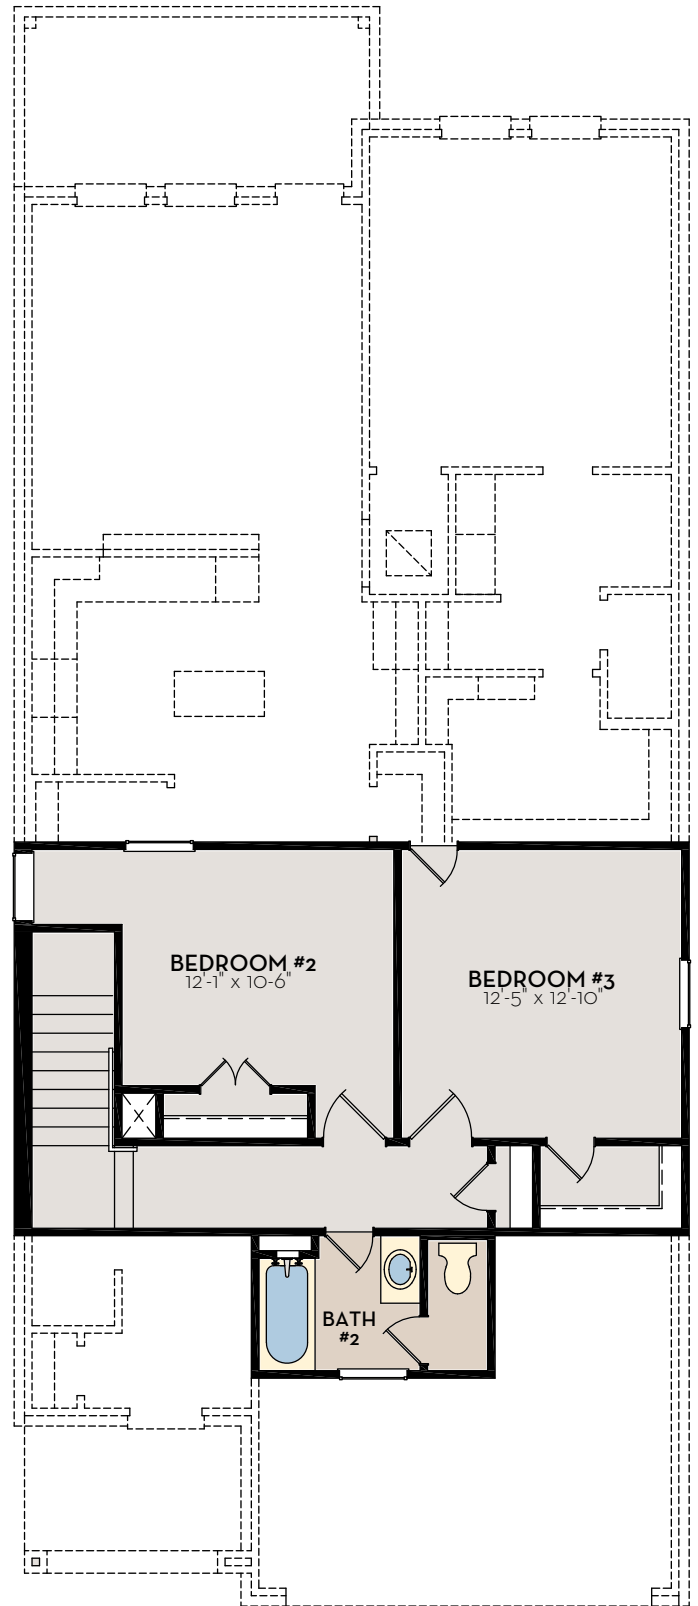 BEDROOM #2
12'-1" x 10-6"
BEDROOM #3
12'-5" x 12'-10"
BATH
#2